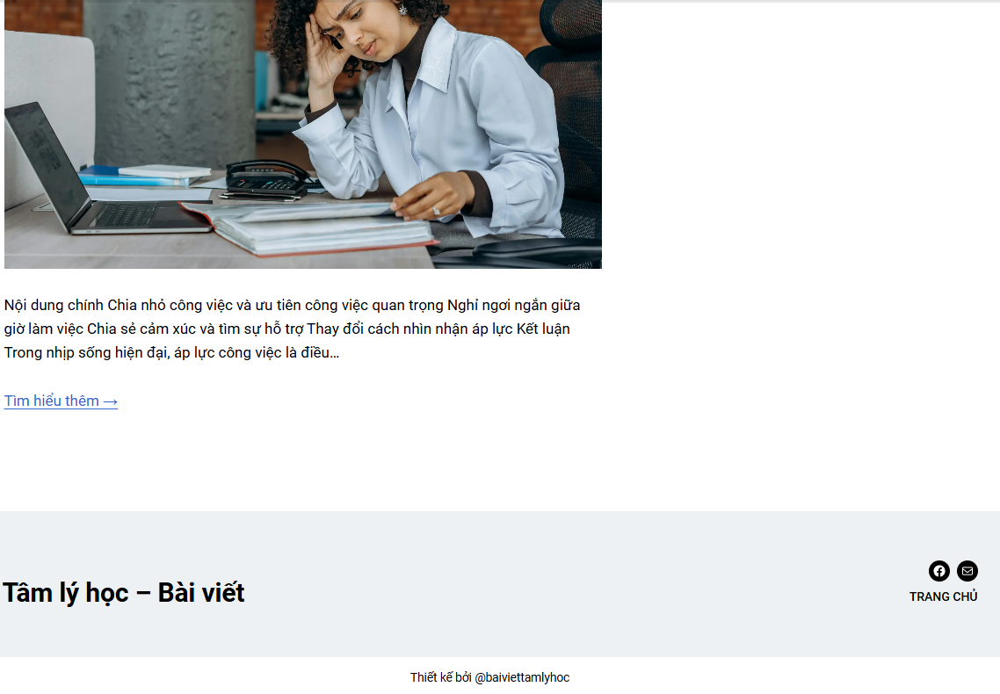 Nội dung chính Chia nhỏ công việc và ưu tiên công việc quan trọng Nghỉ ngơi ngắn giữa
giờ làm việc Chia sẻ cảm xúc và tìm sự hỗ trợ Thay đổi cách nhìn nhận áp lực Kết luận
Trong nhịp sống hiện đại, áp lực công việc là điều…
Tìm hiểu thêm →
Tâm lý học – Bài viết
TRANG CHỦ
Thiết kế bởi @baiviettamlyhoc